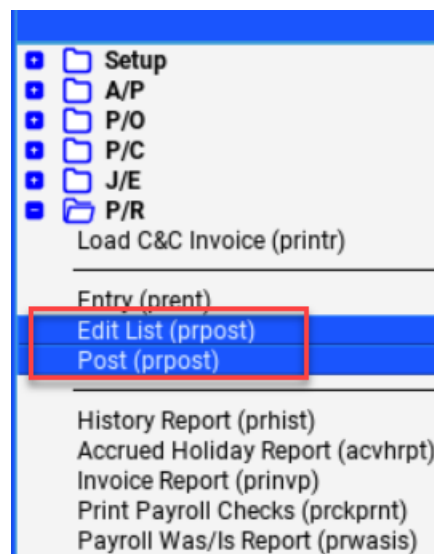 Setup
A/P
P/O
P/C
J/E
P/R
Load C&C Invoice (printr)
Entry (prent)
Edit List (prpost)
Post (prpost)
History Report (prhist)
Accrued Holiday Report (acvhrpt)
Invoice Report (prinvp)
Print Payroll Checks (prckprnt)
Payroll Was/Is Report (prwasis)